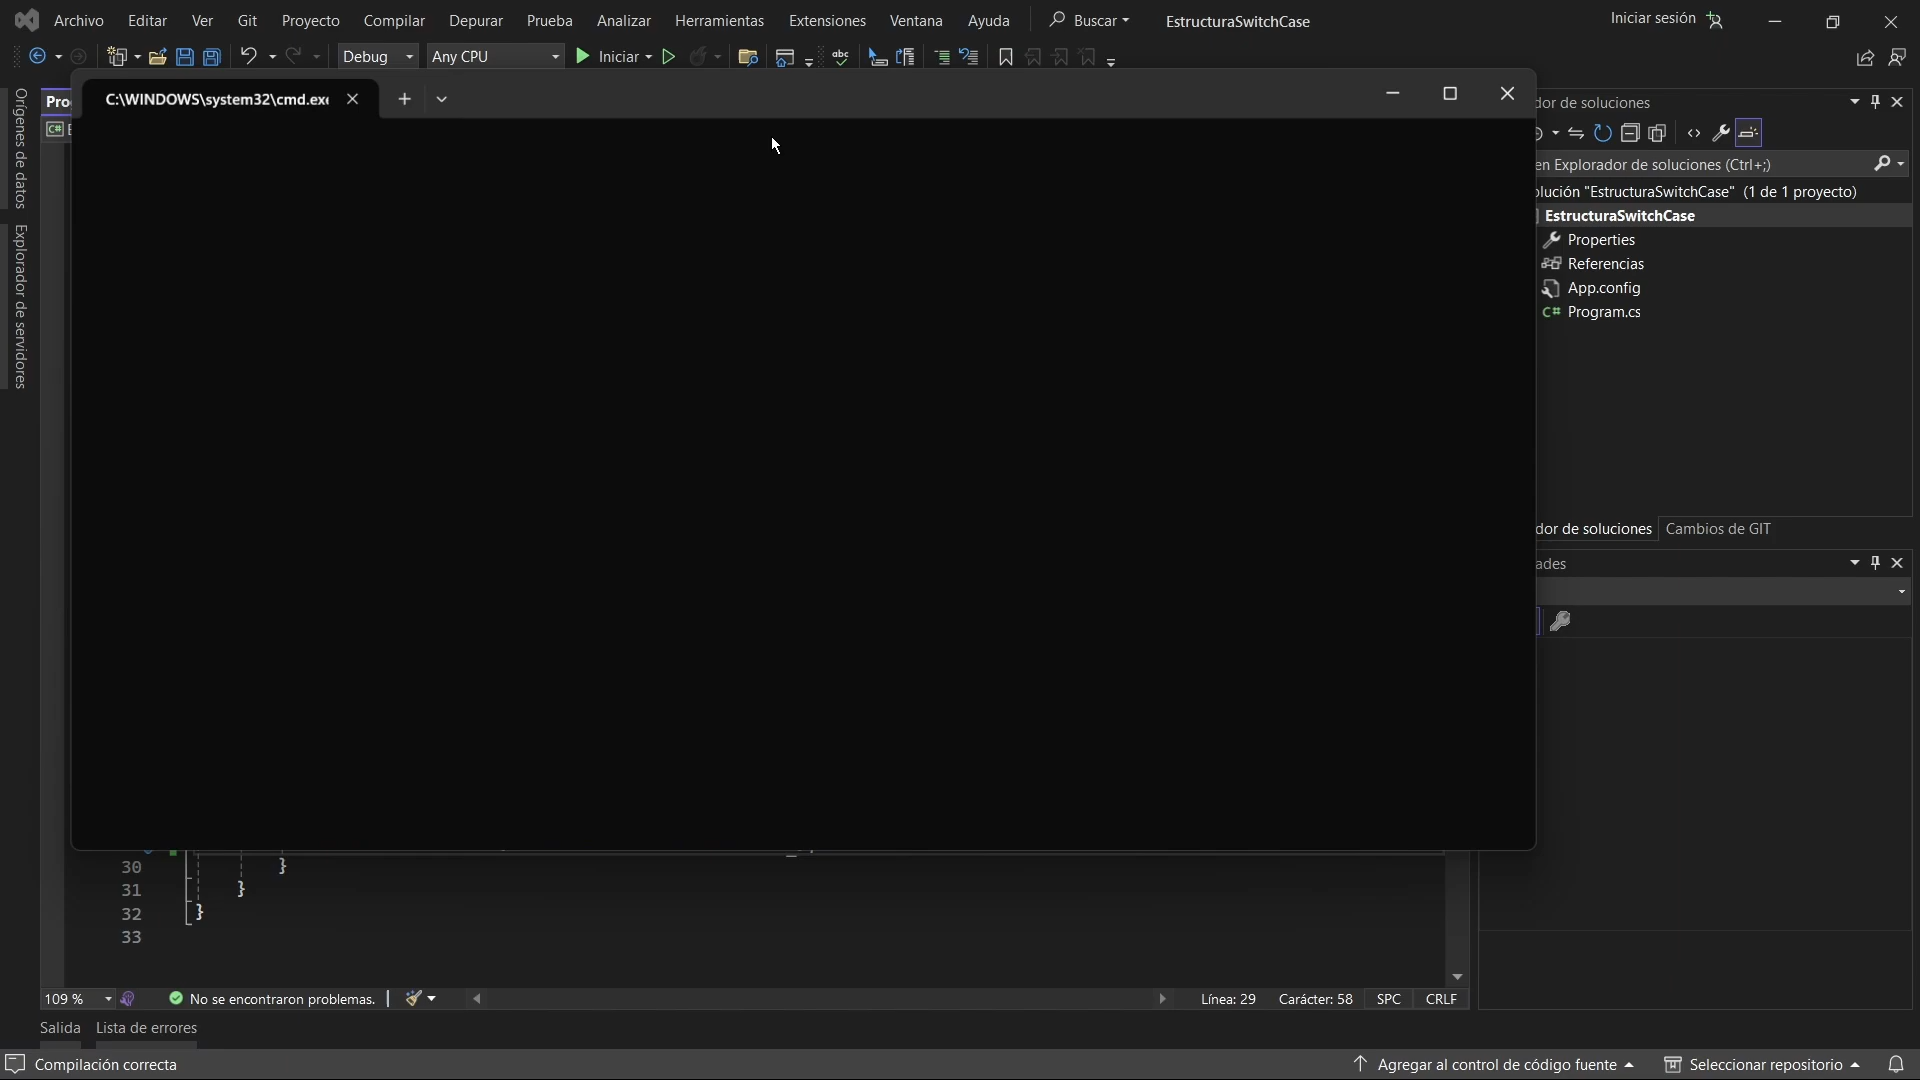 Archivo Editar Ver Git Proyecto Compilar Depurar Prueba Analizar Herramientas Extensiones Ventana Ayuda Buscar EstructuraSwitchCase Iniciar sesión
Debug Any CPU Iniciar abc
C:\WINDOWS\system32\cmd.exe
Pro
C#
dor de soluciones
Orígenes de datos
Explorador de servidores
en Explorador de soluciones (Ctrl+;)
lución "EstructuraSwitchCase" (1 de 1 proyecto)
EstructuraSwitchCase
Properties
Referencias
App.config
C# Program.cs
dor de soluciones Cambios de GIT
ades
30 }
31 }
32 }
33
109 % No se encontraron problemas. Línea: 29 Carácter: 58 SPC CRLF
Salida Lista de errores
Compilación correcta Agregar al control de código fuente Seleccionar repositorio